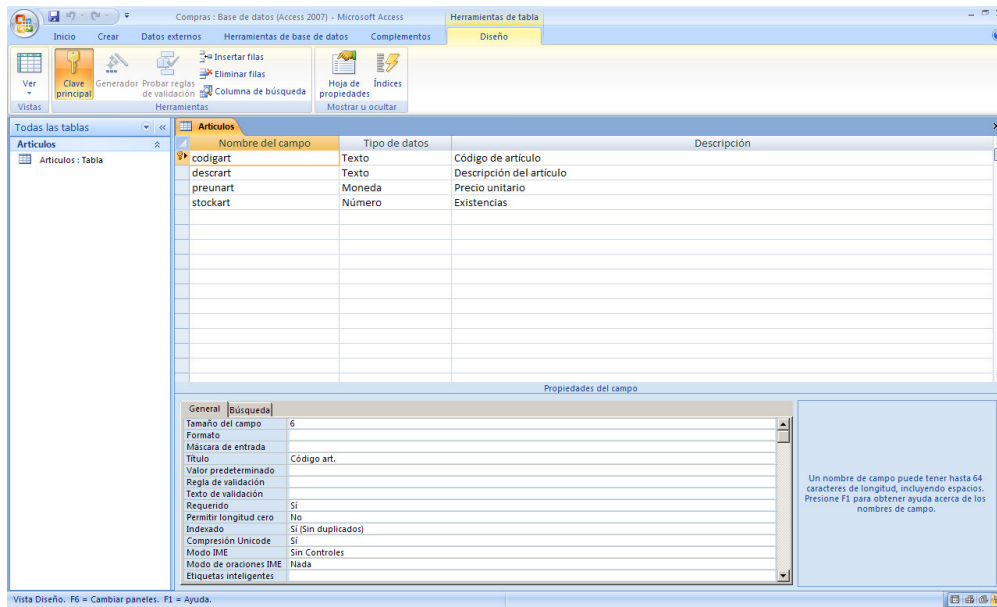 Compras : Base de datos (Access 2007) - Microsoft Access
Herramientas de tabla
Inicio
Crear
Datos externos
Herramientas de base de datos
Complementos
Diseño
Ver
Clave principal
Generador
Probar reglas de validación
Insertar filas
Eliminar filas
Columna de búsqueda
Hoja de propiedades
Índices
Vistas
Herramientas
Mostrar u ocultar
Todas las tablas
Articulos
Articulos : Tabla
Articulos
Nombre del campo Tipo de datos Descripción
codigart Texto Código de artículo
descrart Texto Descripción del artículo
preunart Moneda Precio unitario
stockart Número Existencias
Propiedades del campo
General Búsqueda
Tamaño del campo 6
Formato
Máscara de entrada
Título Código art.
Valor predeterminado
Regla de validación
Texto de validación
Requerido Sí
Permitir longitud cero No
Indexado Sí (Sin duplicados)
Compresión Unicode Sí
Modo IME Sin Controles
Modo de oraciones IME Nada
Etiquetas inteligentes
Un nombre de campo puede tener hasta 64
caracteres de longitud, incluyendo espacios.
Presione F1 para obtener ayuda acerca de los
nombres de campo.
Vista Diseño. F6 = Cambiar paneles. F1 = Ayuda.